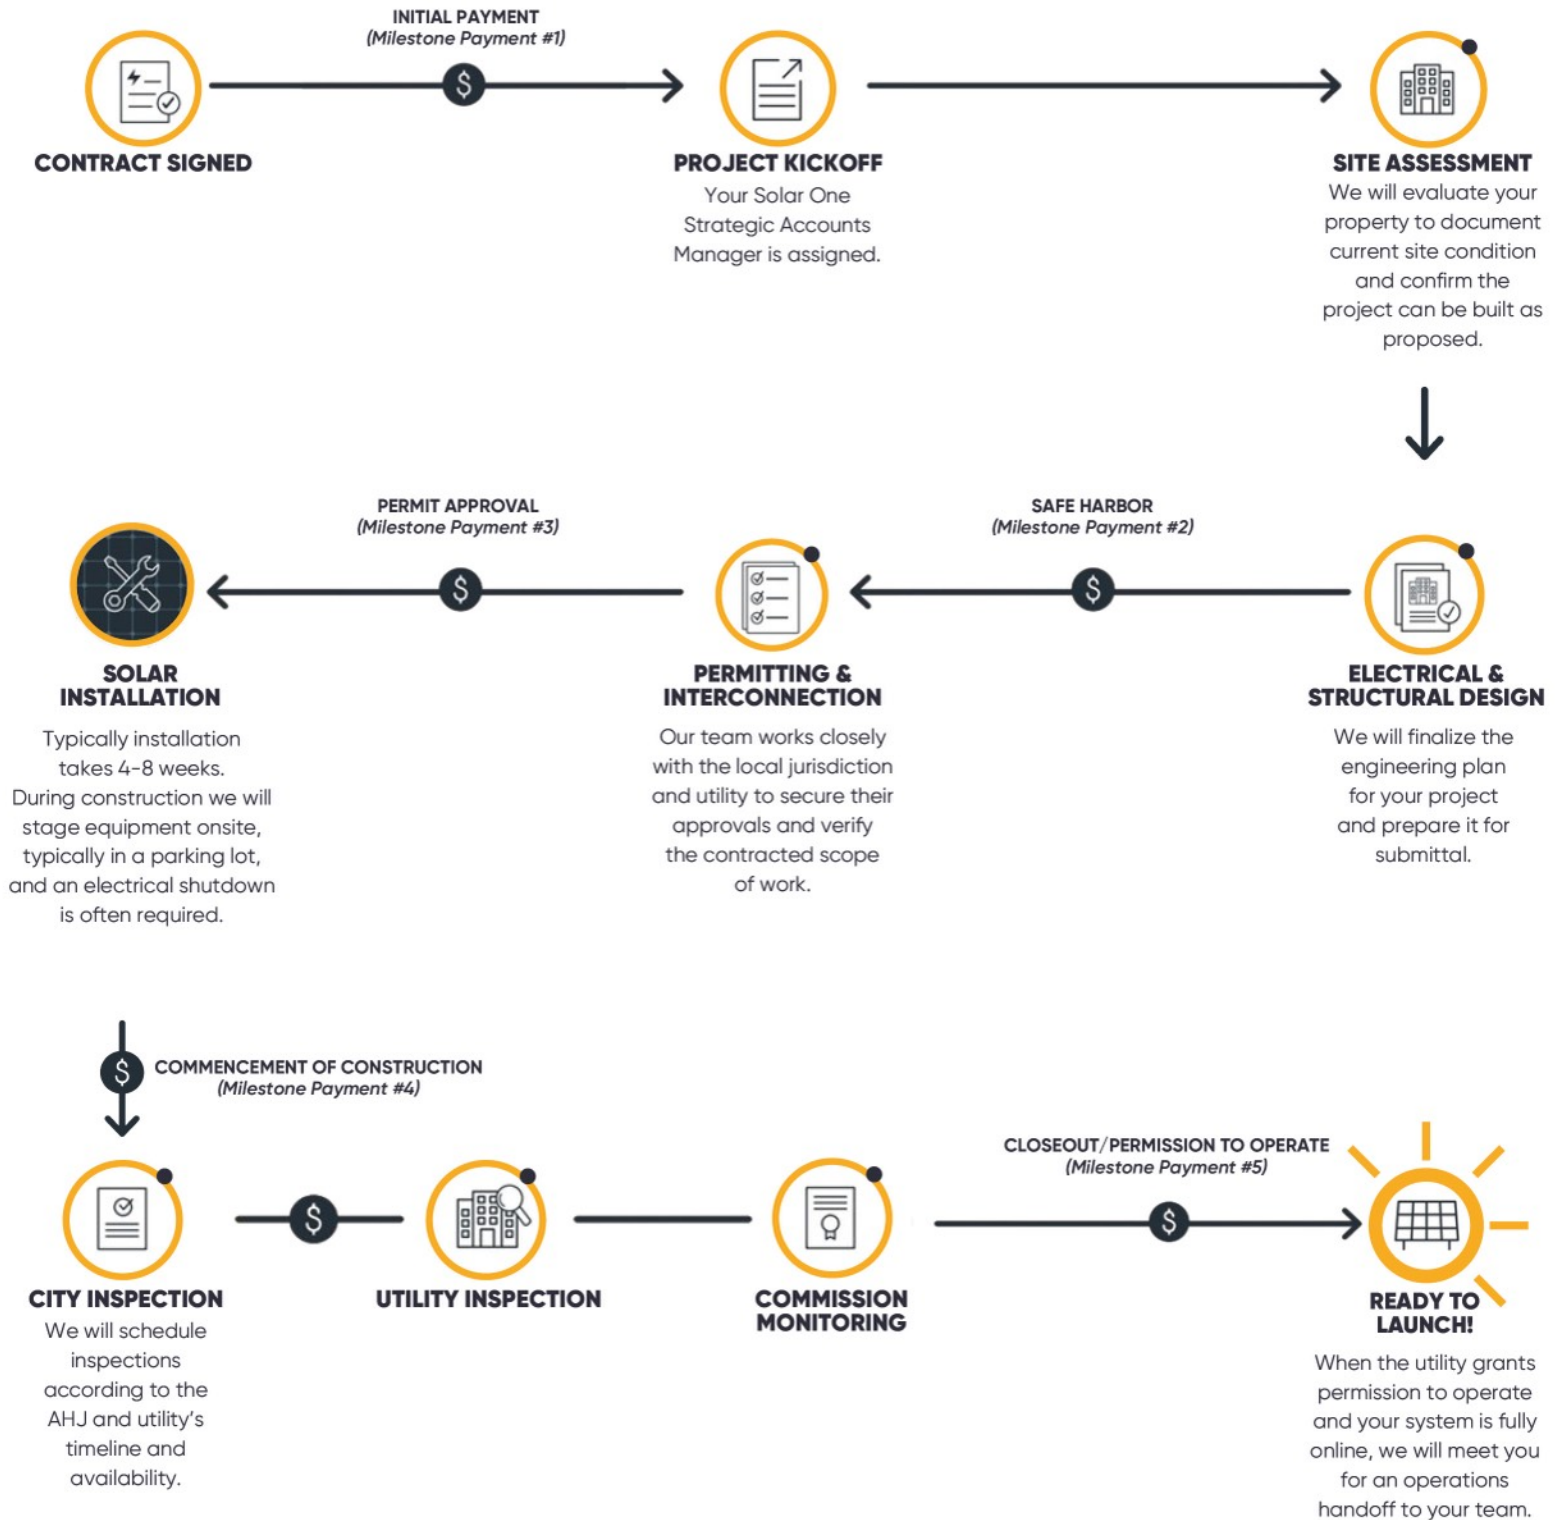 INITIAL PAYMENT
(Milestone Payment #1)
$
CONTRACT SIGNED
PROJECT KICKOFF
Your Solar One
Strategic Accounts
Manager is assigned.
SITE ASSESSMENT
We will evaluate your
property to document
current site condition
and confirm the
project can be built as
proposed.
PERMIT APPROVAL
(Milestone Payment #3)
$
SAFE HARBOR
(Milestone Payment #2)
$
SOLAR
INSTALLATION
Typically installation
takes 4-8 weeks.
During construction we will
stage equipment onsite,
typically in a parking lot,
and an electrical shutdown
is often required.
PERMITTING &
INTERCONNECTION
Our team works closely
with the local jurisdiction
and utility to secure their
approvals and verify
the contracted scope
of work.
ELECTRICAL &
STRUCTURAL DESIGN
We will finalize the
engineering plan
for your project
and prepare it for
submittal.
$
COMMENCEMENT OF CONSTRUCTION
(Milestone Payment #4)
CLOSEOUT/PERMISSION TO OPERATE
(Milestone Payment #5)
$
$
CITY INSPECTION
We will schedule
inspections
according to the
AHJ and utility's
timeline and
availability.
UTILITY INSPECTION
COMMISSION
MONITORING
READY TO
LAUNCH!
When the utility grants
permission to operate
and your system is fully
online, we will meet you
for an operations
handoff to your team.